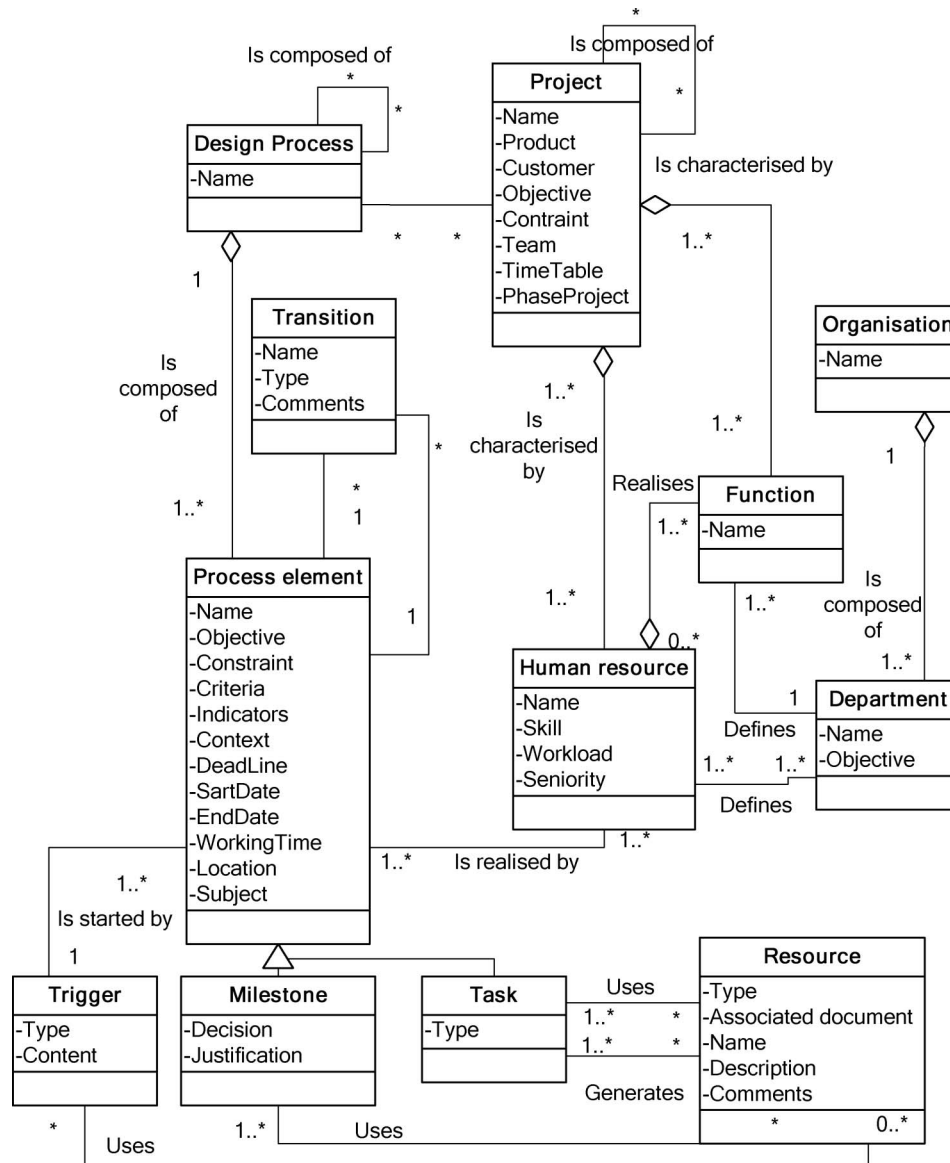 *
Is composed of
*
Is composed of
*
*
Project
-Name
-Product
-Customer
-Objective
-Contraint
-Team
-TimeTable
-PhaseProject
Design Process
-Name
* *
Is characterised by
1..*
1..*
1
Is
composed
of
1..*
Transition
-Name
-Type
-Comments
*
1
*
1
1..*
Is
characterised
by
1..*
Organisation
-Name
1
Is
composed
of
1..*
Realises
1..*
0..*
Function
-Name
1..*
1
Defines
Process element
-Name
-Objective
-Constraint
-Criteria
-Indicators
-Context
-DeadLine
-SartDate
-EndDate
-WorkingTime
-Location
-Subject
Human resource
-Name
-Skill
-Workload
-Seniority
Department
-Name
-Objective
1..* 1..*
Defines
1..* Is realised by 1..*
1..*
Is started by
1
Trigger
-Type
-Content
Milestone
-Decision
-Justification
Task
-Type
Uses
1..* *
1..* *
Generates
Resource
-Type
-Associated document
-Name
-Description
-Comments
* 0..*
* Uses
1..* Uses